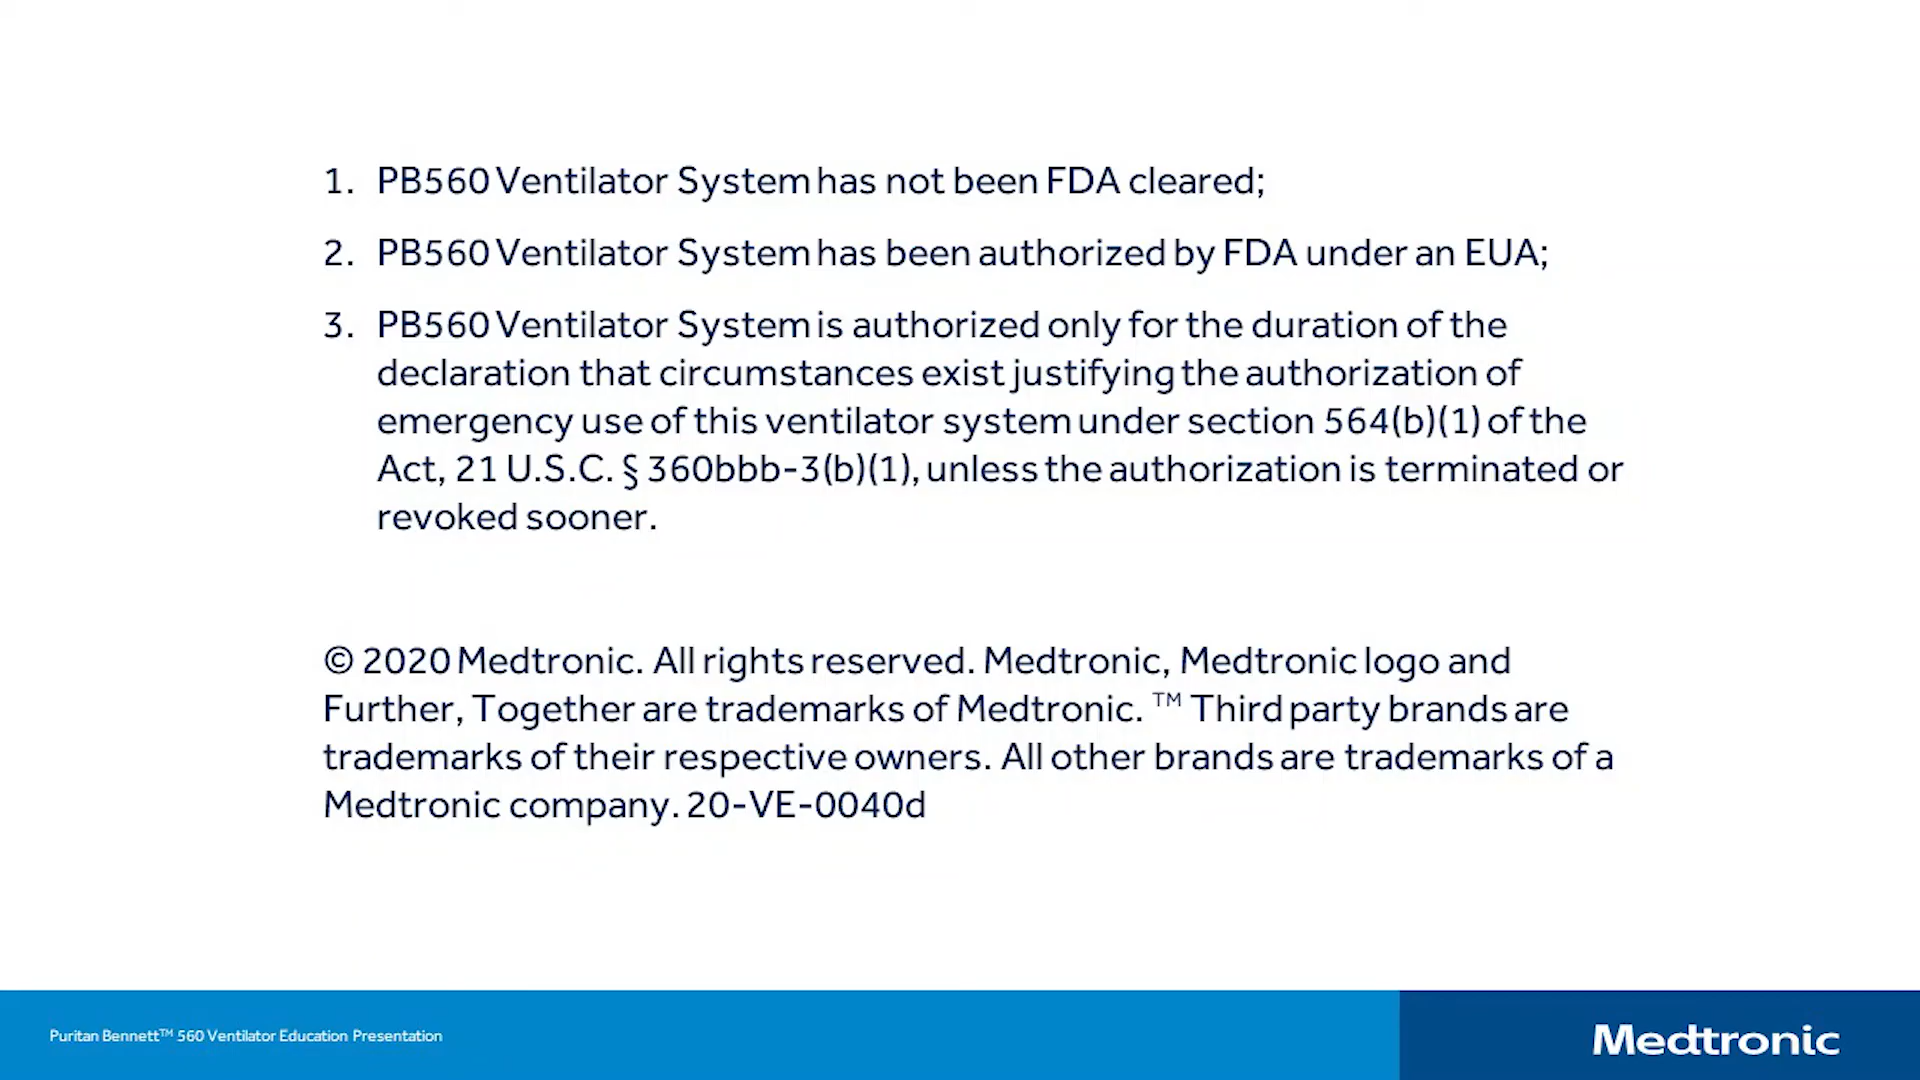 1. PB560 Ventilator System has not been FDA cleared;
2. PB560 Ventilator System has been authorized by FDA under an EUA;
3. PB560 Ventilator System is authorized only for the duration of the
declaration that circumstances exist justifying the authorization of
emergency use of this ventilator system under section 564(b)(1) of the
Act, 21 U.S.C. § 360bbb-3(b)(1), unless the authorization is terminated or
revoked sooner.
© 2020 Medtronic. All rights reserved. Medtronic, Medtronic logo and
Further, Together are trademarks of Medtronic. ™ Third party brands are
trademarks of their respective owners. All other brands are trademarks of a
Medtronic company. 20-VE-0040d
Puritan Bennett™ 560 Ventilator Education Presentation
Medtronic